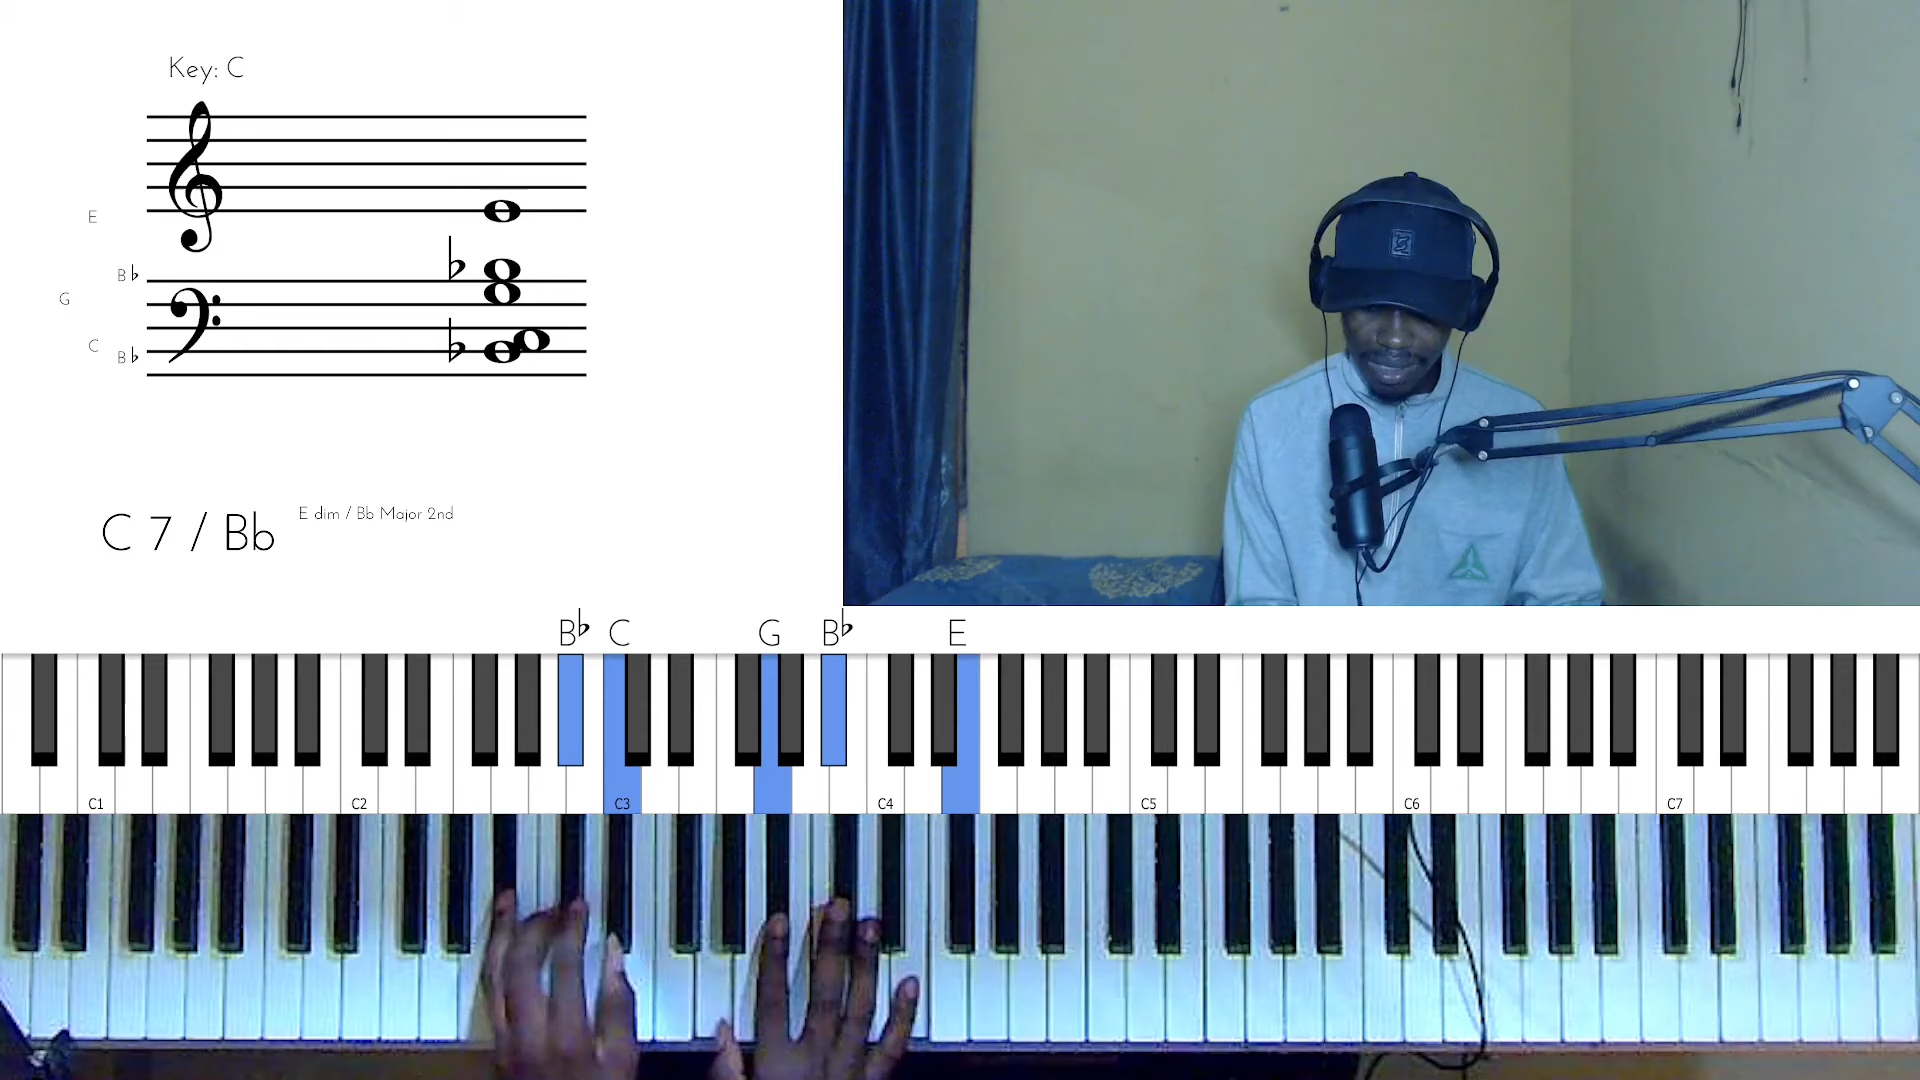 Key: C
E
B♭
G
C
B♭
C 7 / Bb
E dim / Bb Major 2nd
B♭ C G B♭ E
C1 C2 C3 C4 C5 C6 C7